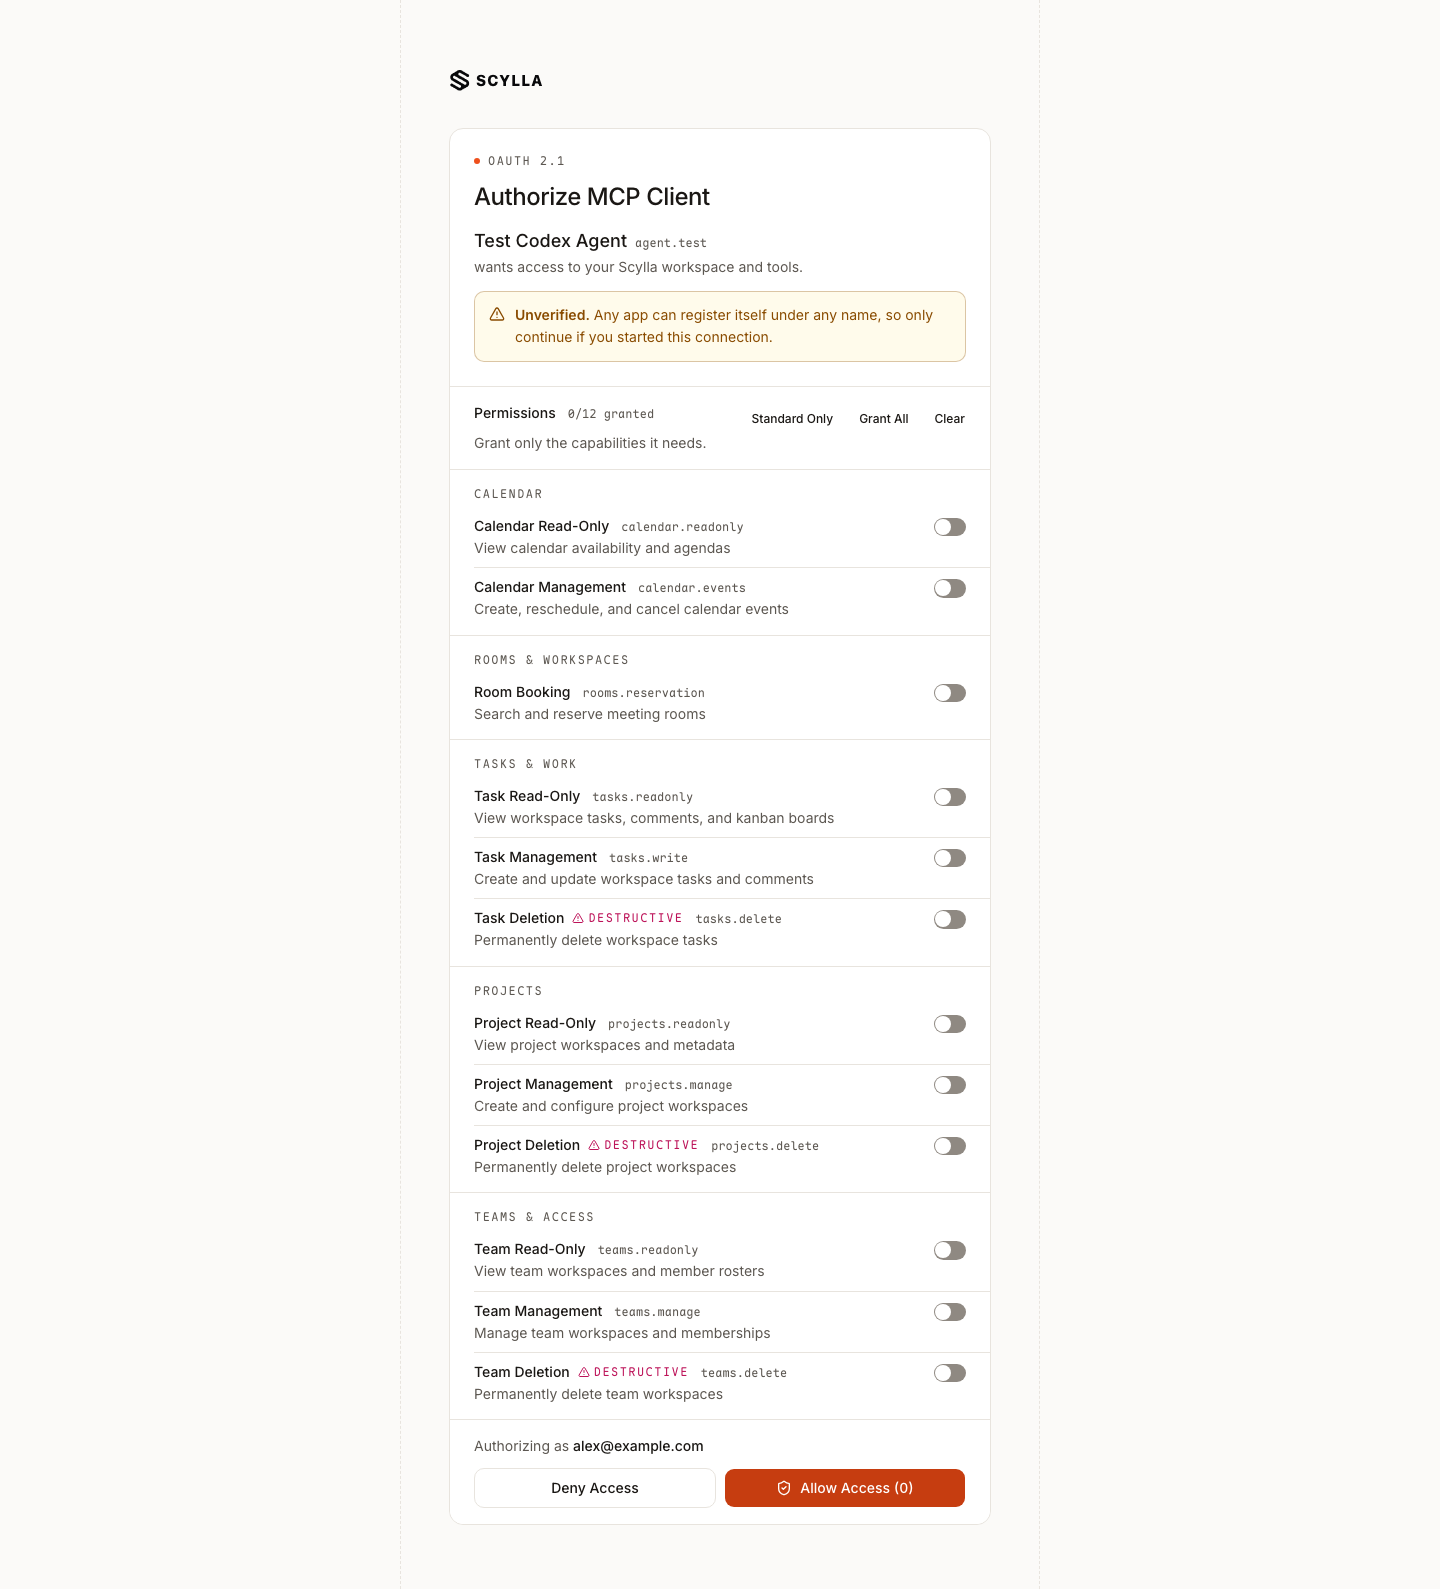 SCYLLA
OAUTH 2.1
Authorize MCP Client
Test Codex Agent agent.test
wants access to your Scylla workspace and tools.
Unverified. Any app can register itself under any name, so only
continue if you started this connection.
Permissions 0/12 granted
Standard Only Grant All Clear
Grant only the capabilities it needs.
CALENDAR
Calendar Read-Only calendar.readonly
View calendar availability and agendas
Calendar Management calendar.events
Create, reschedule, and cancel calendar events
ROOMS & WORKSPACES
Room Booking rooms.reservation
Search and reserve meeting rooms
TASKS & WORK
Task Read-Only tasks.readonly
View workspace tasks, comments, and kanban boards
Task Management tasks.write
Create and update workspace tasks and comments
Task Deletion DESTRUCTIVE tasks.delete
Permanently delete workspace tasks
PROJECTS
Project Read-Only projects.readonly
View project workspaces and metadata
Project Management projects.manage
Create and configure project workspaces
Project Deletion DESTRUCTIVE projects.delete
Permanently delete project workspaces
TEAMS & ACCESS
Team Read-Only teams.readonly
View team workspaces and member rosters
Team Management teams.manage
Manage team workspaces and memberships
Team Deletion DESTRUCTIVE teams.delete
Permanently delete team workspaces
Authorizing as alex@example.com
Deny Access
Allow Access (0)